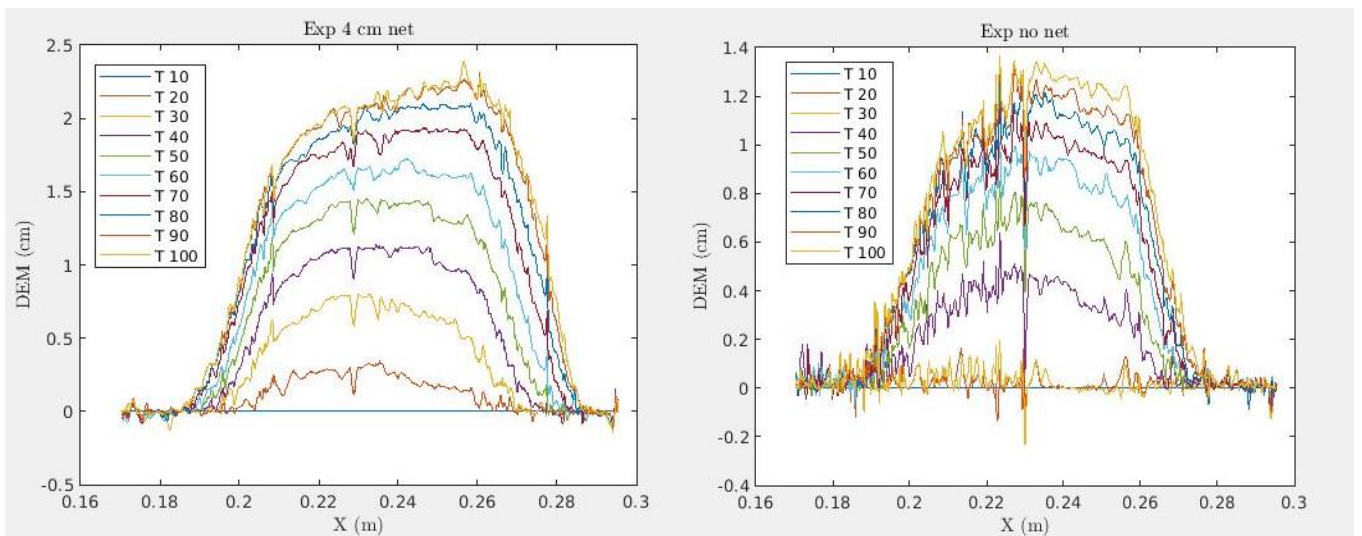 Exp 4 cm net
2.5
2
1.5
1
0.5
0
-0.5
DEM (cm)
T 10
T 20
T 30
T 40
T 50
T 60
T 70
T 80
T 90
T 100
0.16
0.2
0.22
0.24
0.26
0.28
0.3
X (m)
Exp no net
1.4
1.2
1
0.8
0.6
0.4
0.2
0
-0.2
-0.4
DEM (cm)
T 10
T 20
T 30
T 40
T 50
T 60
T 70
T 80
T 90
T 100
0.16
0.2
0.22
0.24
0.26
0.28
0.3
X (m)